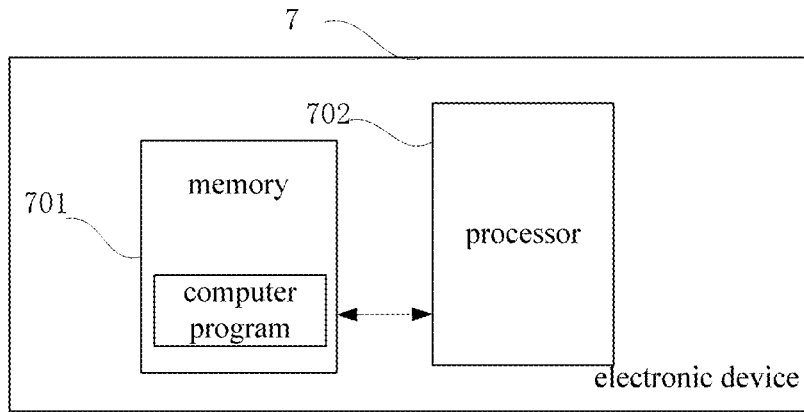 7
702
memory
701
processor
computer
program
electronic device